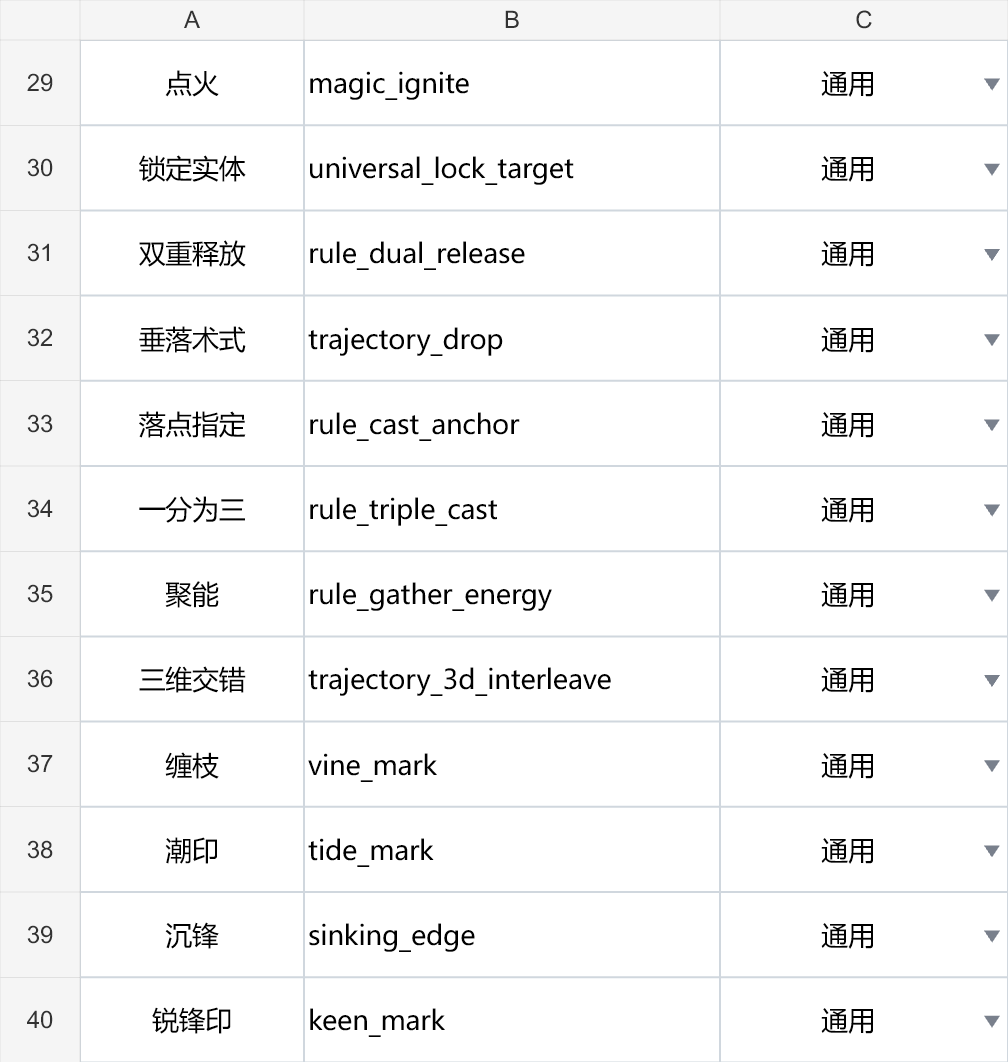 A B C
29 点火 magic_ignite 通用
30 锁定实体 universal_lock_target 通用
31 双重释放 rule_dual_release 通用
32 垂落术式 trajectory_drop 通用
33 落点指定 rule_cast_anchor 通用
34 一分为三 rule_triple_cast 通用
35 聚能 rule_gather_energy 通用
36 三维交错 trajectory_3d_interleave 通用
37 缠枝 vine_mark 通用
38 潮印 tide_mark 通用
39 沉锋 sinking_edge 通用
40 锐锋印 keen_mark 通用